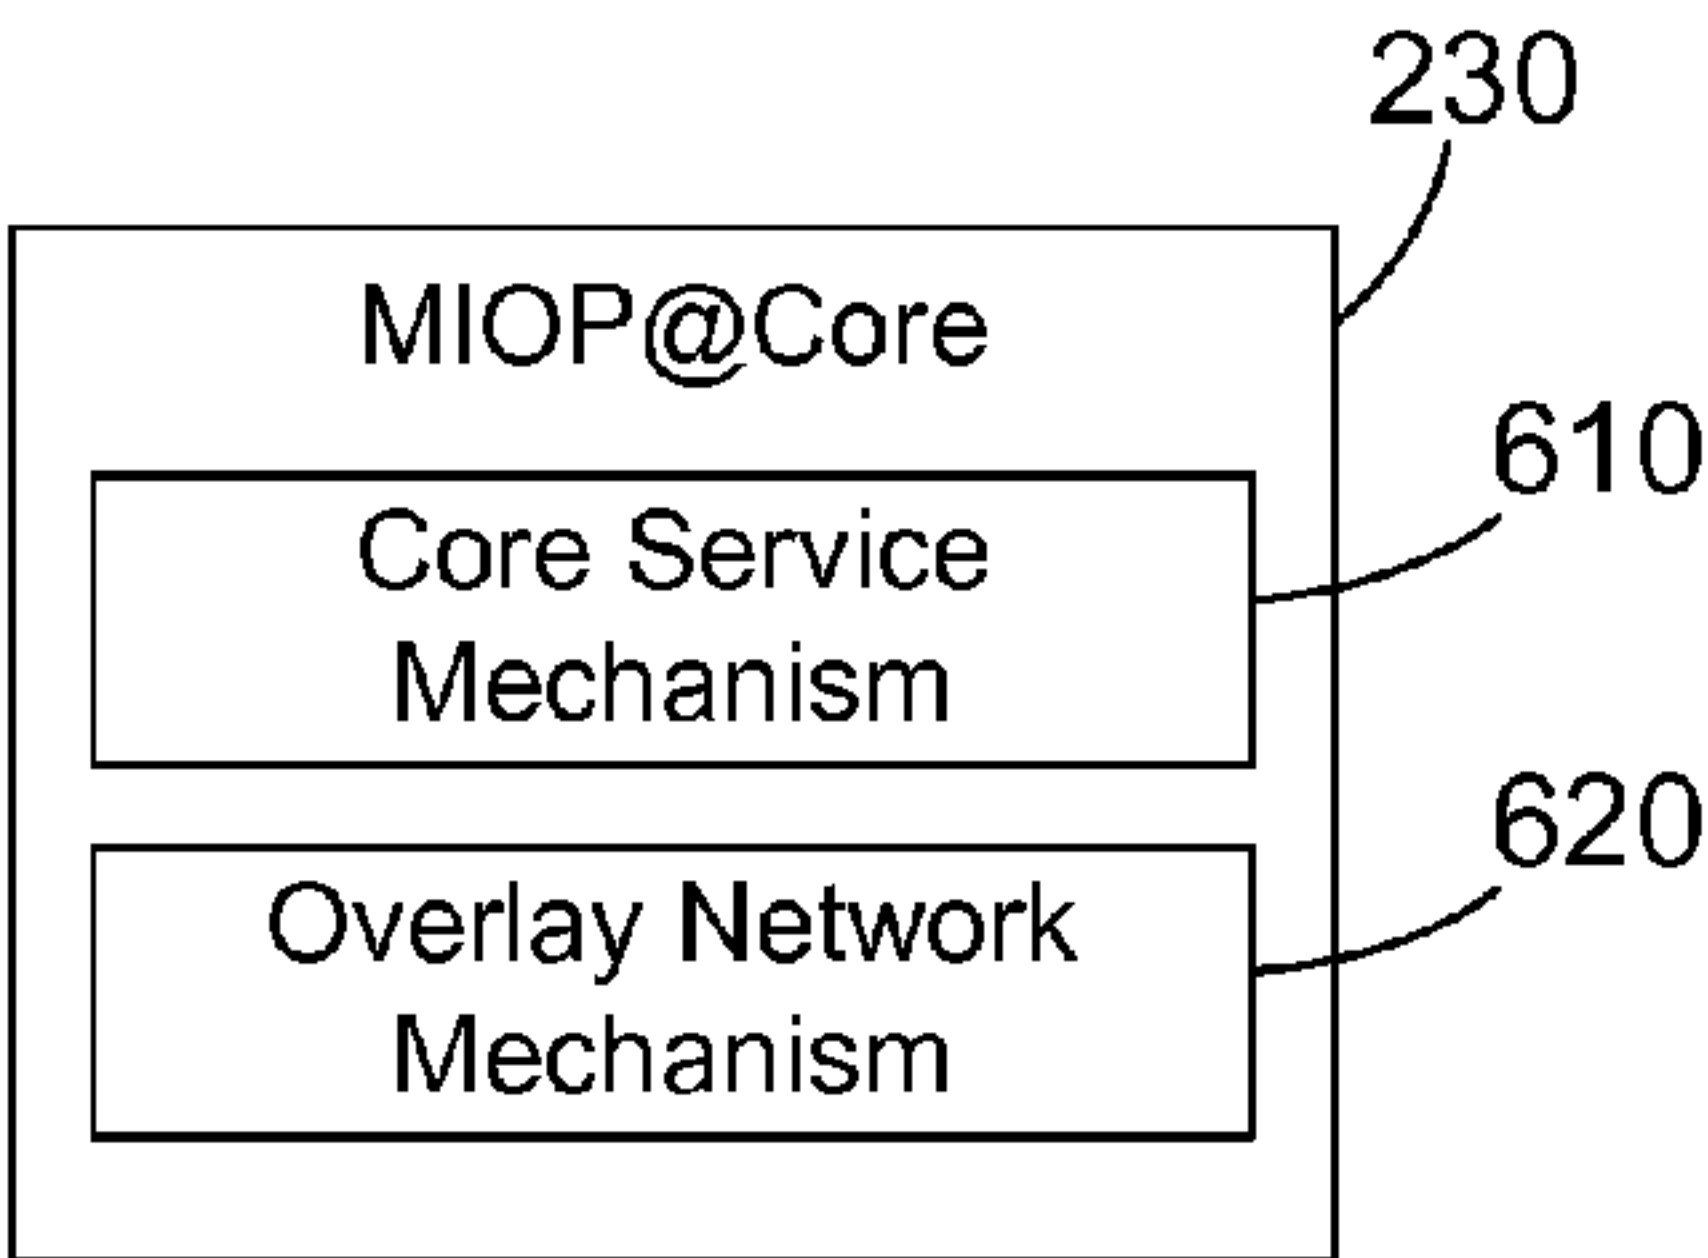 230
MIOP@Core
610
Core Service
Mechanism
620
Overlay Network
Mechanism